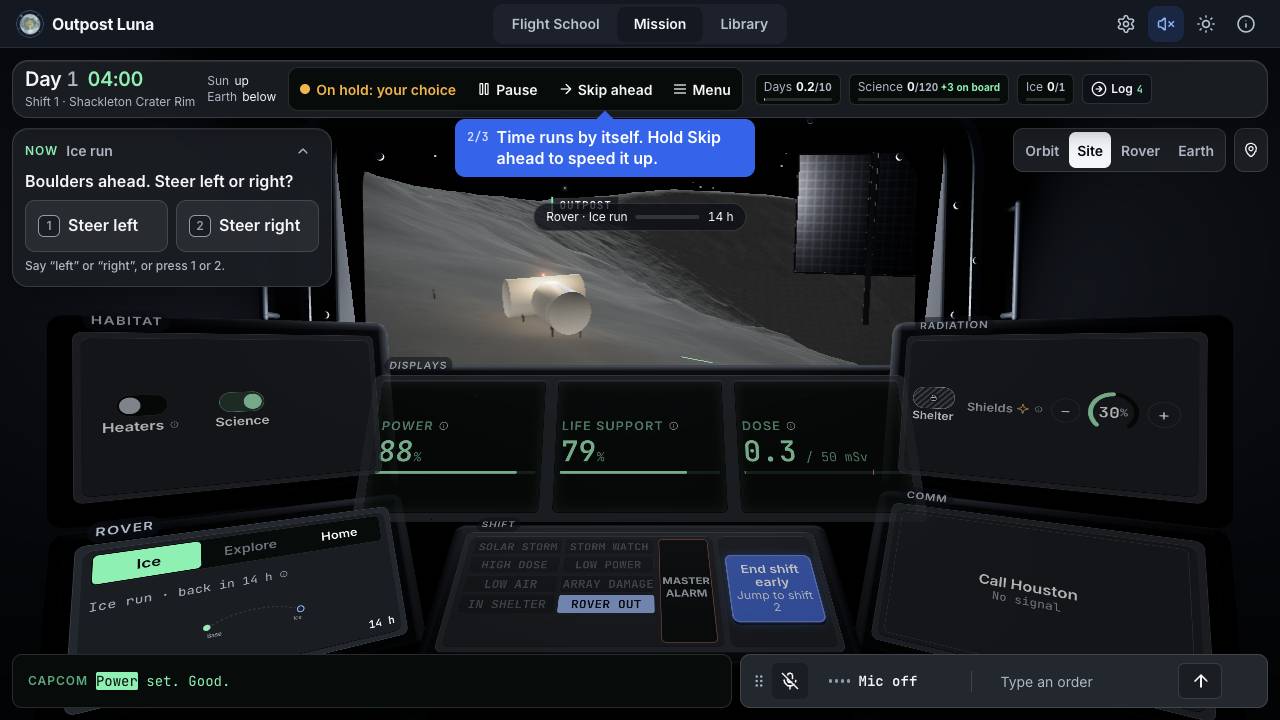 Outpost Luna
Flight School
Mission
Library
Day 1 04:00
Shift 1 · Shackleton Crater Rim
Sun up
Earth below
On hold: your choice
Pause
Skip ahead
Menu
Days 0.2/10
Science 0/120 +3 on board
Ice 0/1
Log 4
2/3 Time runs by itself. Hold Skip
ahead to speed it up.
NOW Ice run
Boulders ahead. Steer left or right?
1 Steer left
2 Steer right
Say “left” or “right”, or press 1 or 2.
Orbit
Site
Rover
Earth
OUTPOST
Rover · Ice run 14 h
HABITAT
Heaters
Science
DISPLAYS
POWER
88%
LIFE SUPPORT
79%
DOSE
0.3 / 50 mSv
RADIATION
Shelter
Shields
− 30% +
ROVER
Ice
Explore
Home
Ice run · back in 14 h
Base
Ice
14 h
SHIFT
SOLAR STORM
STORM WATCH
HIGH DOSE
LOW POWER
LOW AIR
ARRAY DAMAGE
IN SHELTER
ROVER OUT
MASTER
ALARM
End shift
early
Jump to shift
2
COMM
Call Houston
No signal
CAPCOM Power set. Good.
Mic off
Type an order